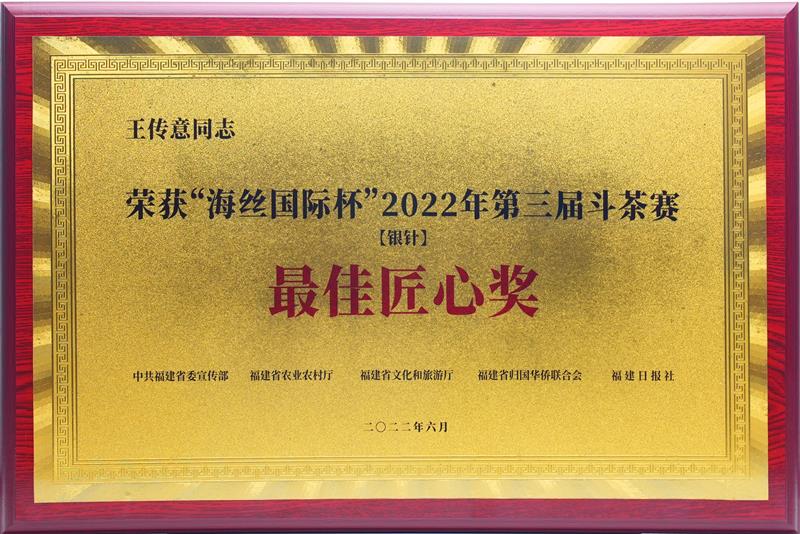 王传意同志
荣获“海丝国际杯”2022年第三届斗茶赛
【银针】
最佳匠心奖
中共福建省委宣传部 福建省农业农村厅 福建省文化和旅游厅 福建省归国华侨联合会 福建日报社
二〇二二年六月